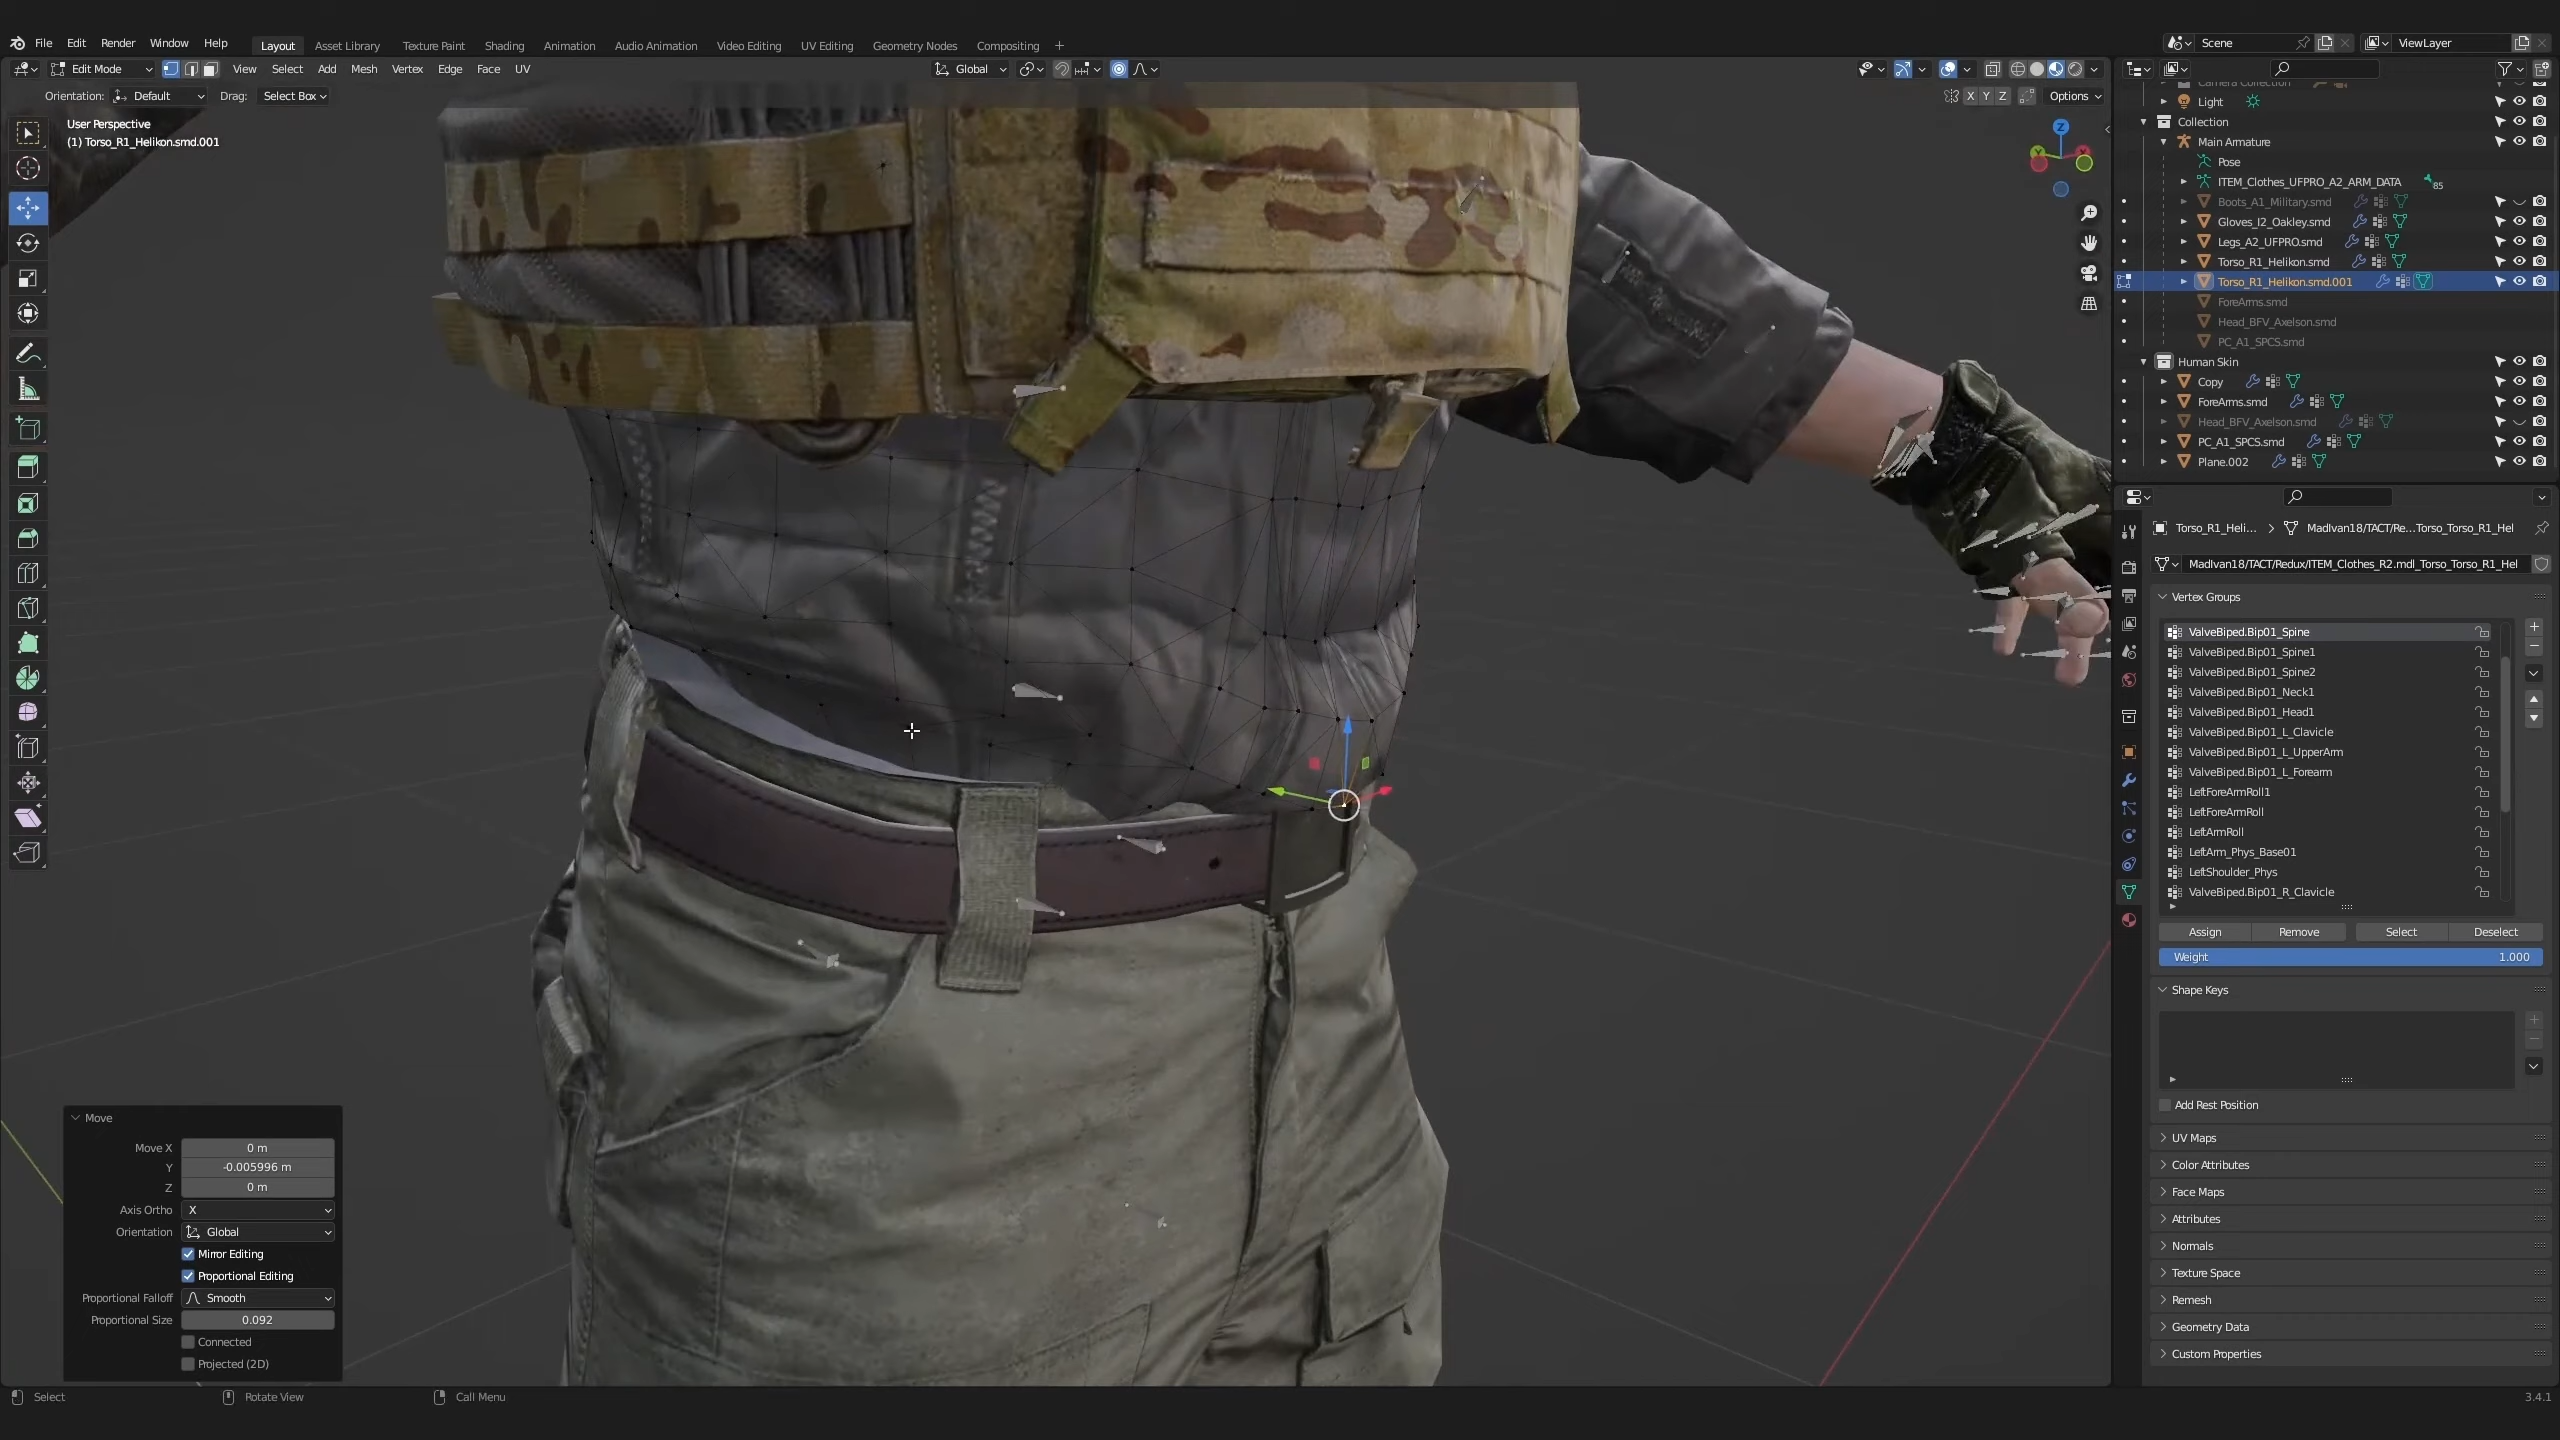 File Edit Render Window Help Layout Asset Library Texture Paint Shading Animation Audio Animation Video Editing UV Editing Geometry Nodes Compositing + Scene ViewLayer
Edit Mode View Select Add Mesh Vertex Edge Face UV Global
Orientation: Default Drag: Select Box X Y Z Options
User Perspective
(1) Torso_R1_Helikon.smd.001
Z
Camera Collection
Light
Collection
Main Armature
Pose
ITEM_Clothes_UFPRO_A2_ARM_DATA 85
Boots_A1_Military.smd
Gloves_I2_Oakley.smd
Legs_A2_UFPRO.smd
Torso_R1_Helikon.smd
Torso_R1_Helikon.smd.001
ForeArms.smd
Head_BFV_Axelson.smd
PC_A1_SPCS.smd
Human Skin
Copy
ForeArms.smd
Head_BFV_Axelson.smd
PC_A1_SPCS.smd
Plane.002
Torso_R1_Heli... > MadIvan18/TACT/Re...Torso_Torso_R1_Hel
MadIvan18/TACT/Redux/ITEM_Clothes_R2.mdl_Torso_Torso_R1_Hel
Vertex Groups
ValveBiped.Bip01_Spine
ValveBiped.Bip01_Spine1
ValveBiped.Bip01_Spine2
ValveBiped.Bip01_Neck1
ValveBiped.Bip01_Head1
ValveBiped.Bip01_L_Clavicle
ValveBiped.Bip01_L_UpperArm
ValveBiped.Bip01_L_Forearm
LeftForeArmRoll1
LeftForeArmRoll
LeftArmRoll
LeftArm_Phys_Base01
LeftShoulder_Phys
ValveBiped.Bip01_R_Clavicle
Assign Remove Select Deselect
Weight 1.000
Shape Keys
Add Rest Position
UV Maps
Color Attributes
Face Maps
Attributes
Normals
Texture Space
Remesh
Geometry Data
Custom Properties
Move
Move X 0 m
Y -0.005996 m
Z 0 m
Axis Ortho X
Orientation Global
Mirror Editing
Proportional Editing
Proportional Falloff Smooth
Proportional Size 0.092
Connected
Projected (2D)
Select Rotate View Call Menu 3.4.1